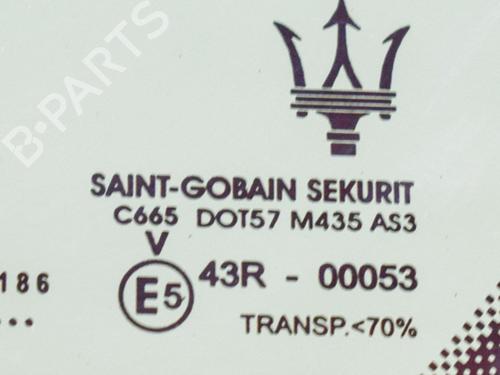 B-PARTS
SAINT-GOBAIN SEKURIT
C665 DOT57 M435 AS3
V
E5 43R - 00053
186
TRANSP.<70%
...